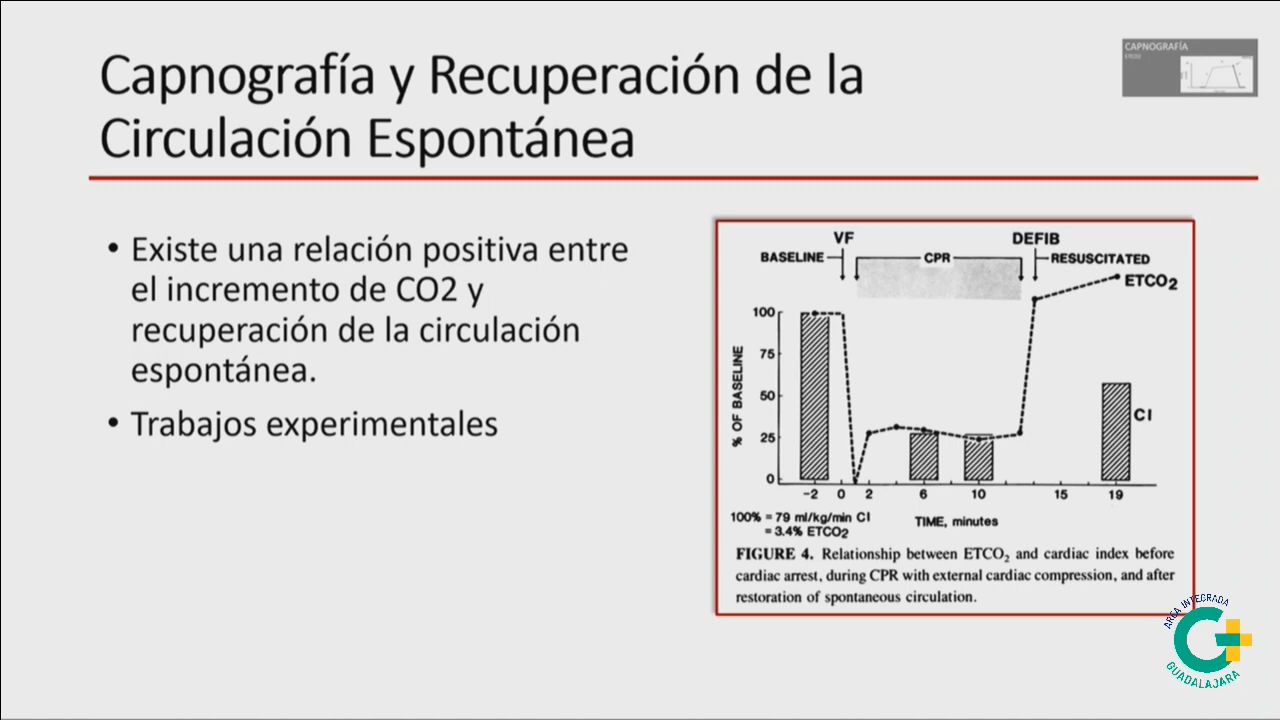 Capnografía y Recuperación de la
Circulación Espontánea
CAPNOGRAFÍA
• Existe una relación positiva entre
el incremento de CO2 y
recuperación de la circulación
espontánea.
• Trabajos experimentales
VF
DEFIB
BASELINE
CPR
RESUSCITATED
ETCO2
100
75
50
25
0
% OF BASELINE
CI
-2 0 2 6 10 15 19
100% = 79 ml/kg/min CI
= 3.4% ETCO2
TIME, minutes
FIGURE 4. Relationship between ETCO2 and cardiac index before
cardiac arrest, during CPR with external cardiac compression, and after
restoration of spontaneous circulation.
AREA INTEGRADA
GUADALAJARA